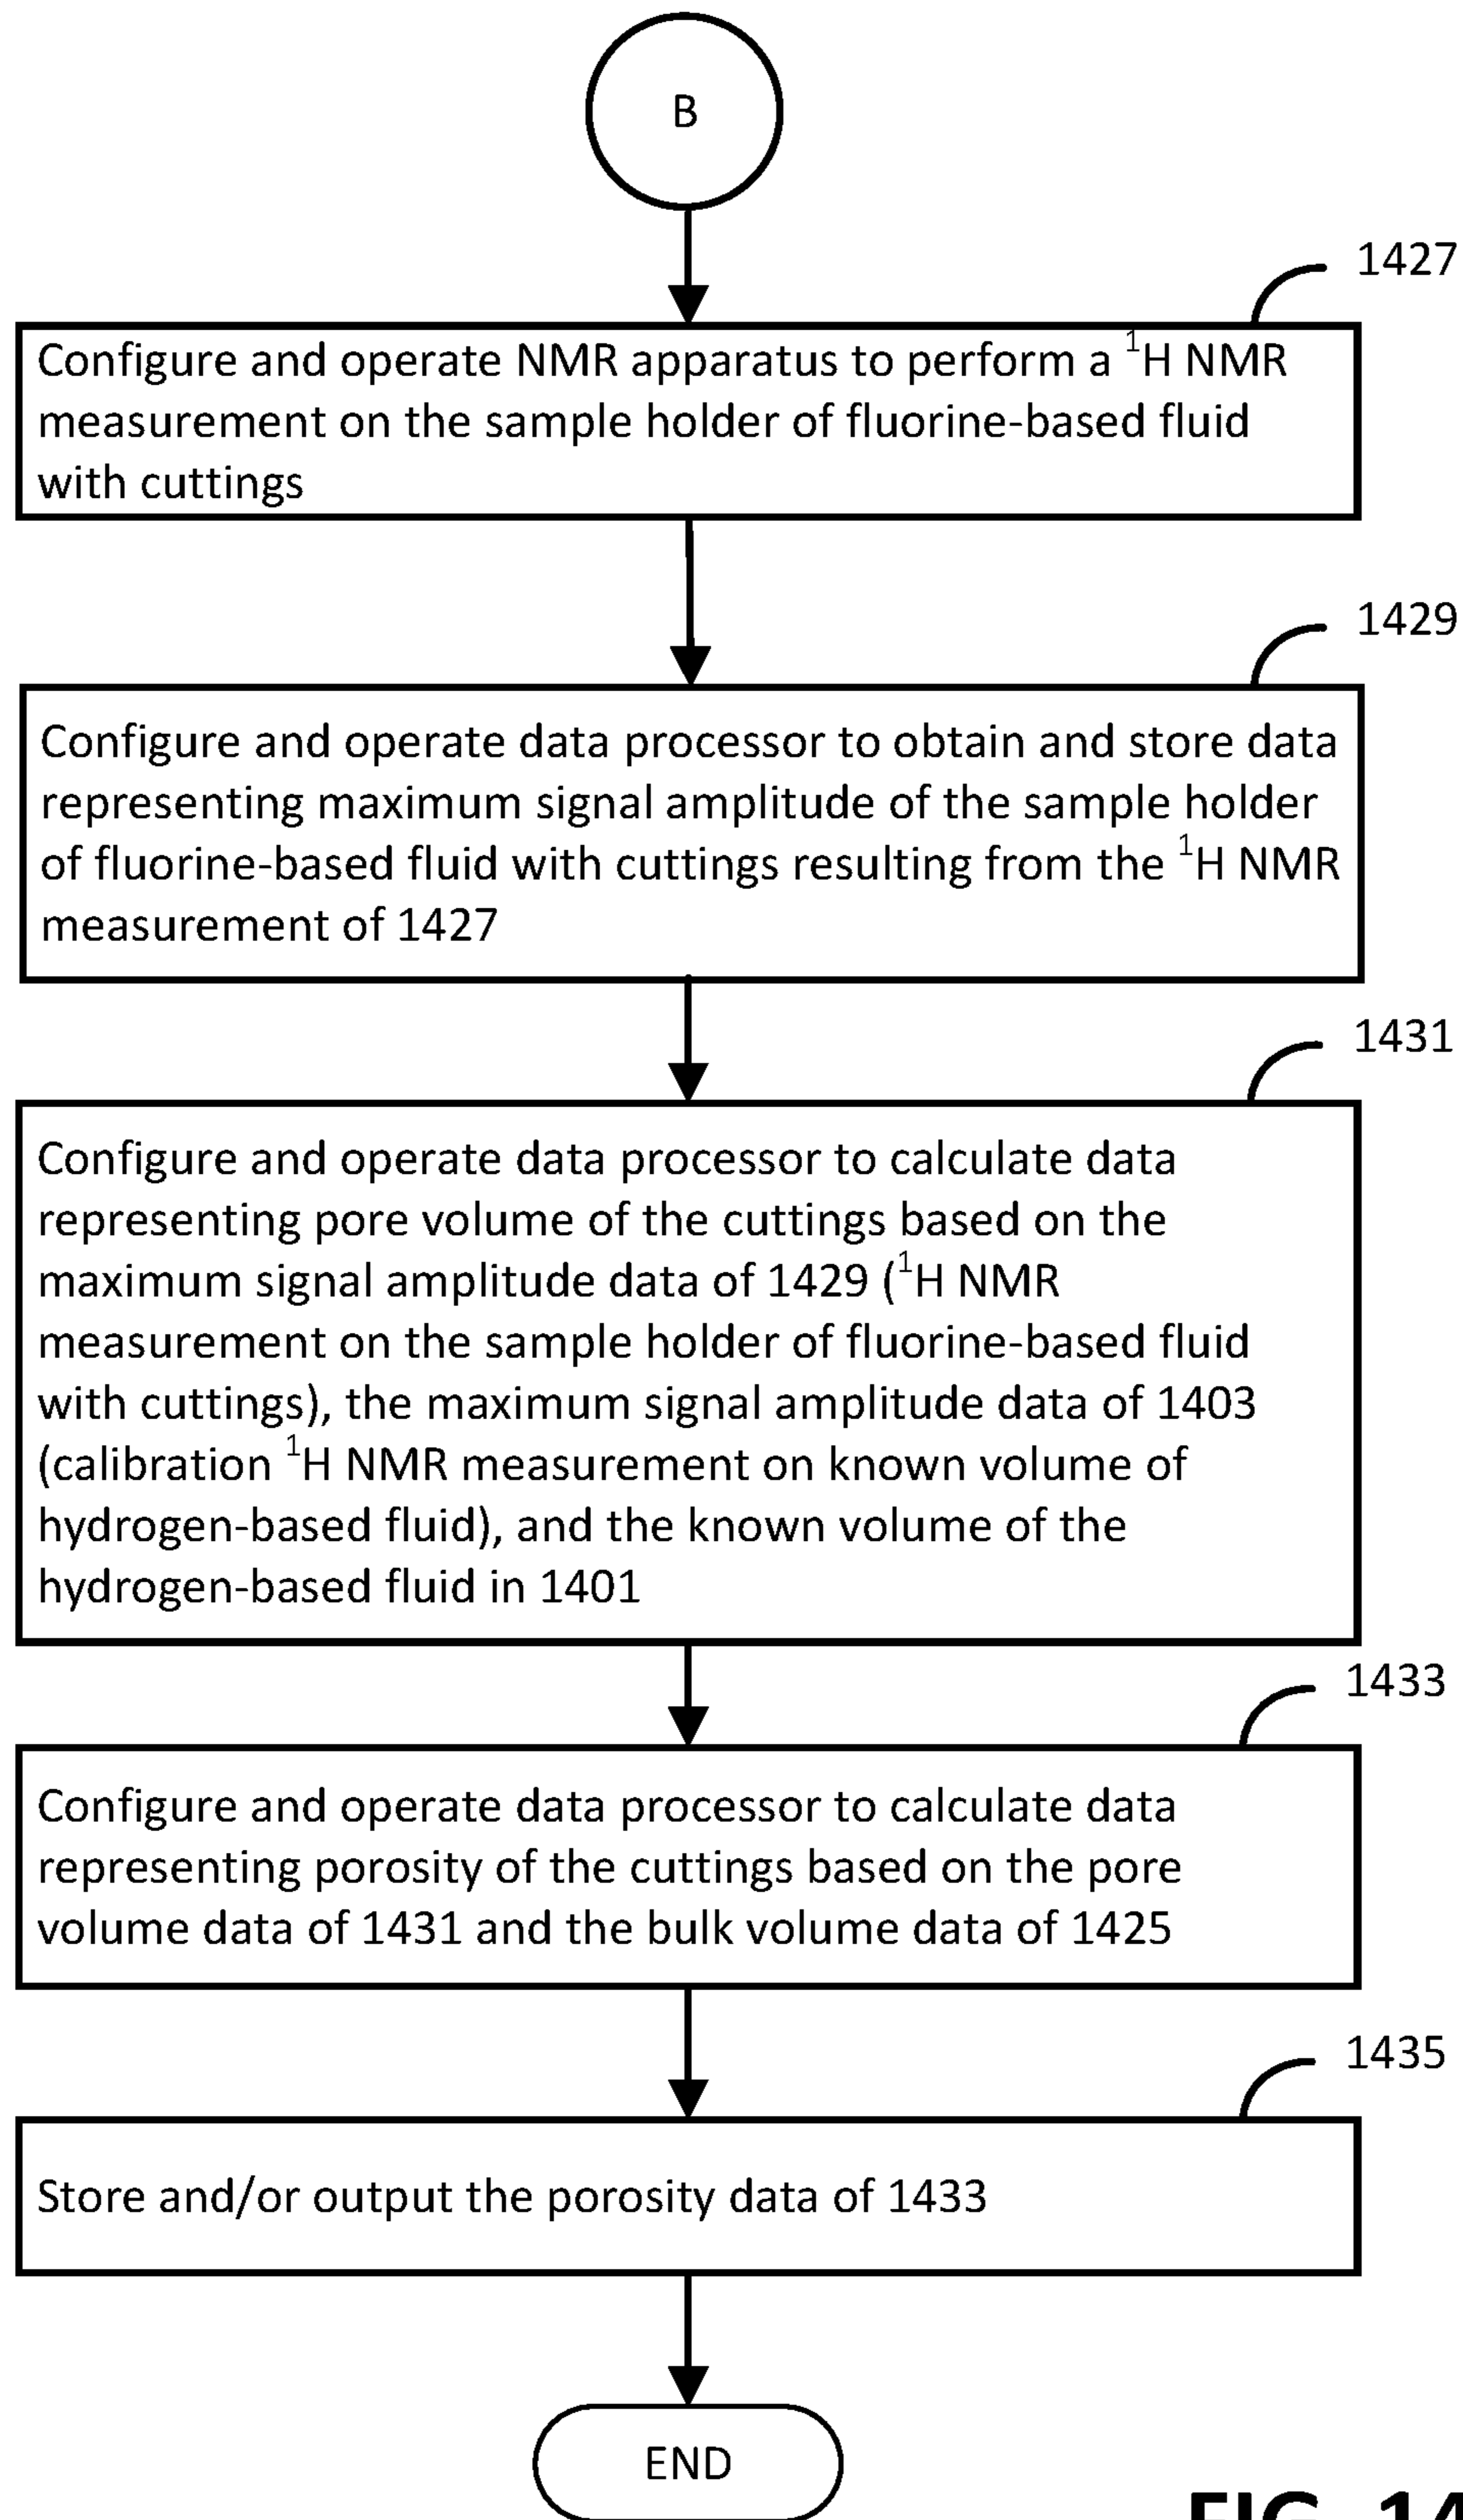 B
1427
Configure and operate NMR apparatus to perform a ¹H NMR
measurement on the sample holder of fluorine-based fluid
with cuttings
1429
Configure and operate data processor to obtain and store data
representing maximum signal amplitude of the sample holder
of fluorine-based fluid with cuttings resulting from the ¹H NMR
measurement of 1427
1431
Configure and operate data processor to calculate data
representing pore volume of the cuttings based on the
maximum signal amplitude data of 1429 (¹H NMR
measurement on the sample holder of fluorine-based fluid
with cuttings), the maximum signal amplitude data of 1403
(calibration ¹H NMR measurement on known volume of
hydrogen-based fluid), and the known volume of the
hydrogen-based fluid in 1401
1433
Configure and operate data processor to calculate data
representing porosity of the cuttings based on the pore
volume data of 1431 and the bulk volume data of 1425
1435
Store and/or output the porosity data of 1433
END